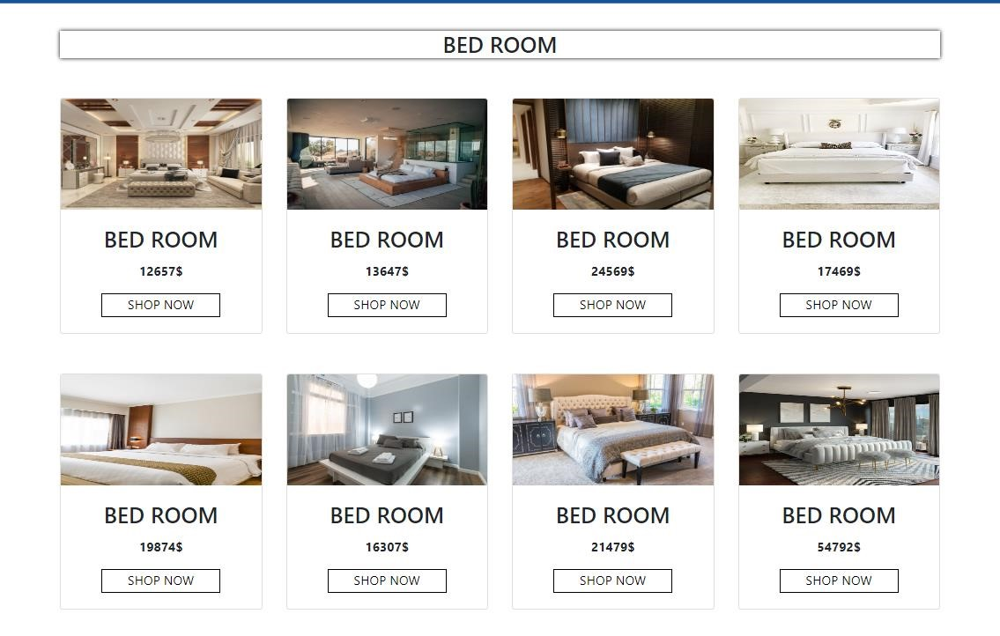 BED ROOM
BED ROOM
12657$
SHOP NOW
BED ROOM
13647$
SHOP NOW
BED ROOM
24569$
SHOP NOW
BED ROOM
17469$
SHOP NOW
BED ROOM
19874$
SHOP NOW
BED ROOM
16307$
SHOP NOW
BED ROOM
21479$
SHOP NOW
BED ROOM
54792$
SHOP NOW